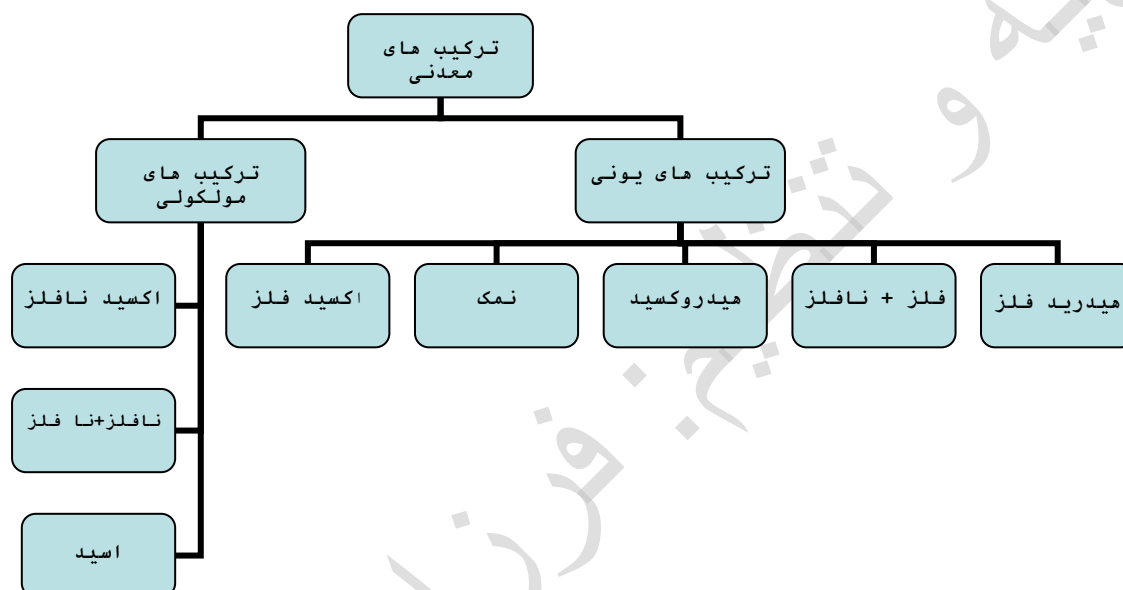 ترکیب های
معدنی
ترکیب های یونی
ترکیب های
مولکولی
هیدرید فلز
فلز + نافلز
هیدروکسید
نمک
اکسید فلز
اکسید نافلز
نافلز+نا فلز
اسید